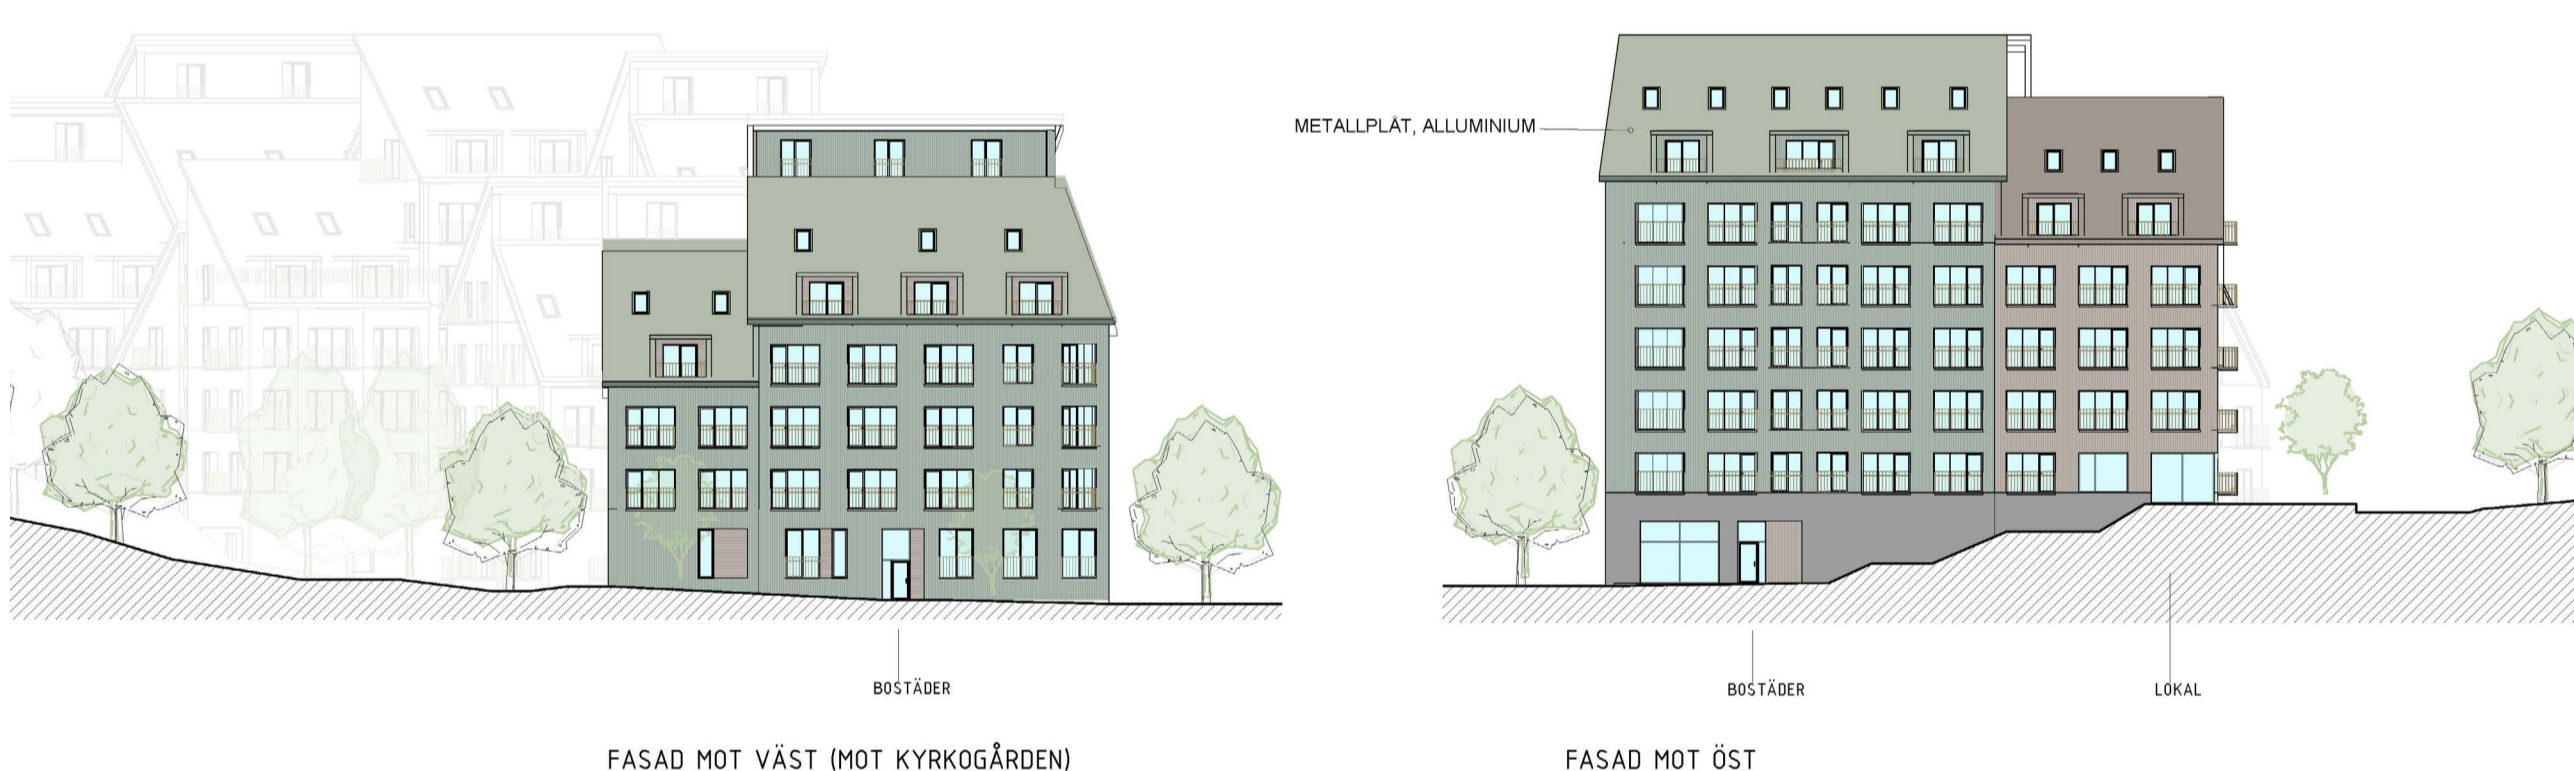 METALLPLÅT, ALLUMINIUM
BOSTÄDER
BOSTÄDER
LOKAL
FASAD MOT VÄST (MOT KYRKOGÅRDEN)
FASAD MOT ÖST